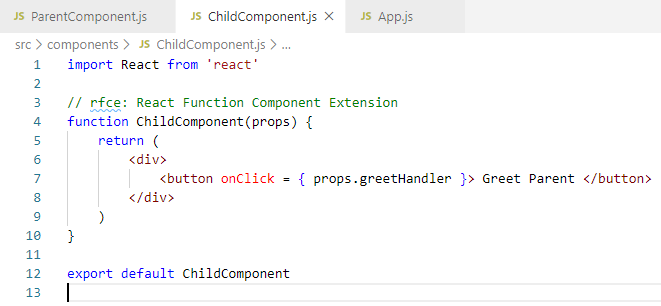 JS ParentComponent.js JS ChildComponent.js × JS App.js
src > components > JS ChildComponent.js > ...
1 import React from 'react'
2
3 // rfce: React Function Component Extension
4 function ChildComponent(props) {
5     return (
6         <div>
7             <button onClick = { props.greetHandler }> Greet Parent </button>
8         </div>
9     )
10 }
11
12 export default ChildComponent
13